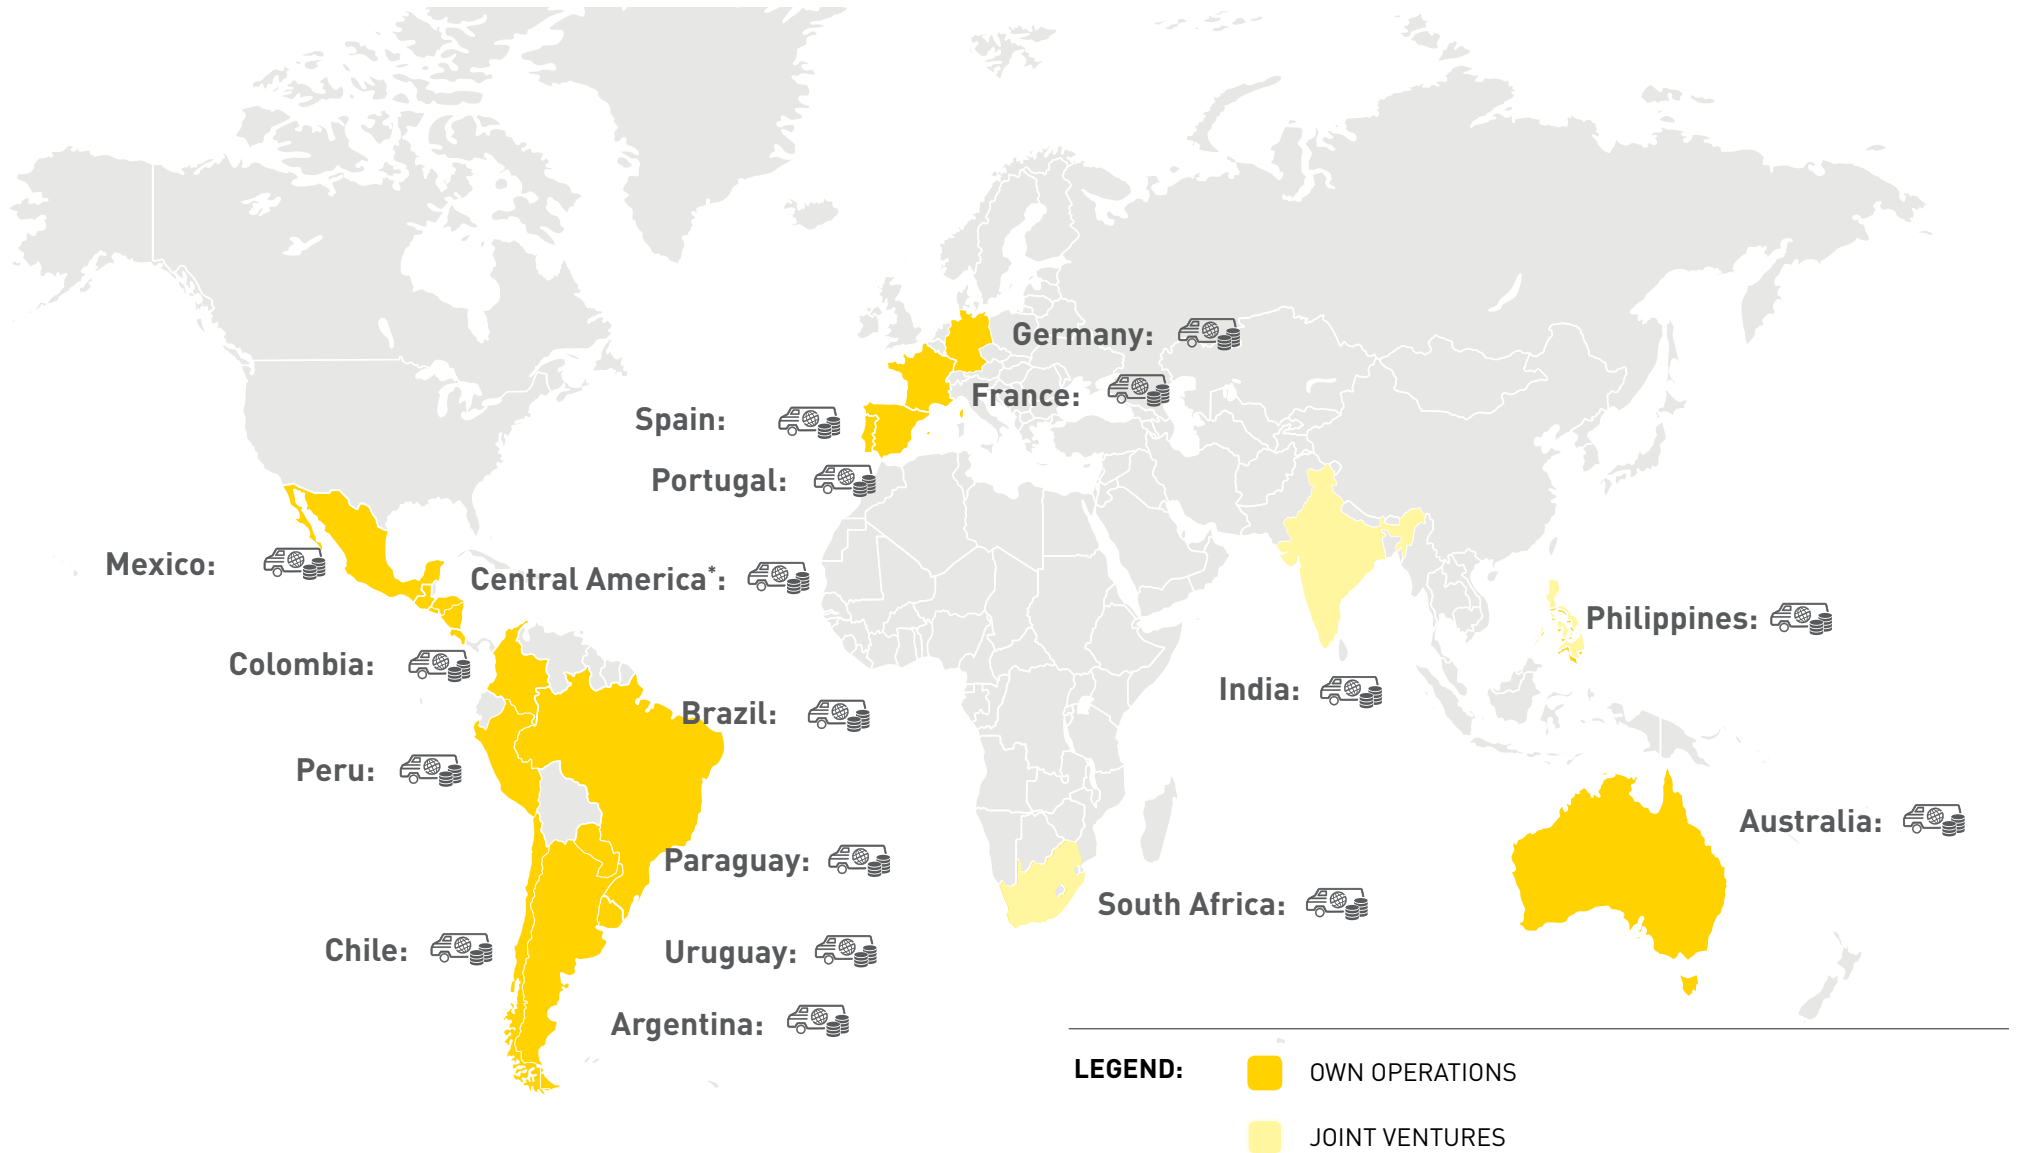 Germany:
France:
Spain:
Portugal:
Mexico:
Central America*:
Philippines:
Colombia:
India:
Brazil:
Peru:
Australia:
Paraguay:
South Africa:
Chile:
Uruguay:
Argentina:
LEGEND:
OWN OPERATIONS
JOINT VENTURES